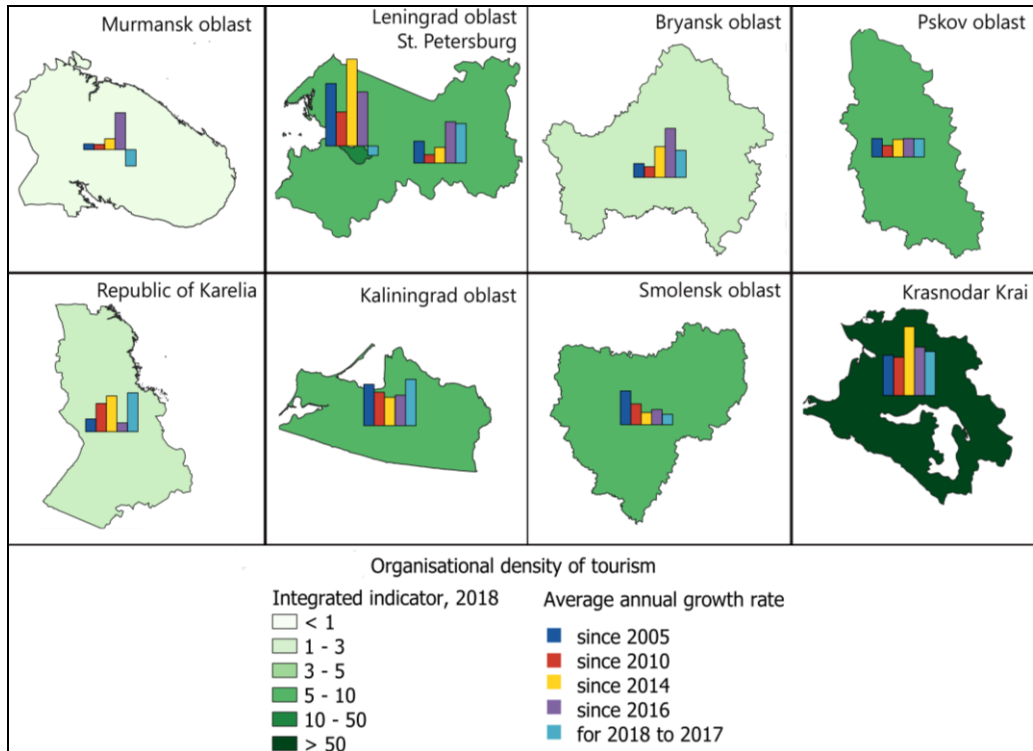 Murmansk oblast
Leningrad oblast
St. Petersburg
Bryansk oblast
Pskov oblast
Republic of Karelia
Kaliningrad oblast
Smolensk oblast
Krasnodar Krai
Organisational density of tourism
Integrated indicator, 2018
< 1
1 - 3
3 - 5
5 - 10
10 - 50
> 50
Average annual growth rate
since 2005
since 2010
since 2014
since 2016
for 2018 to 2017